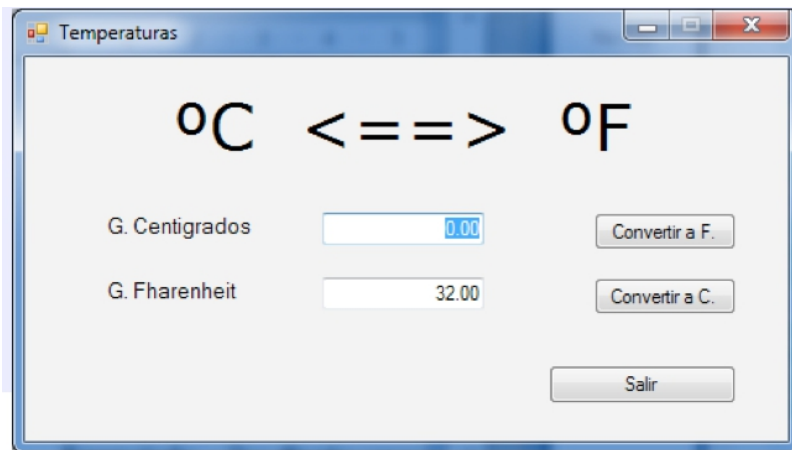 Temperaturas
ºC <==> ºF
G. Centigrados 0.00 Convertir a F.
G. Fharenheit 32.00 Convertir a C.
Salir